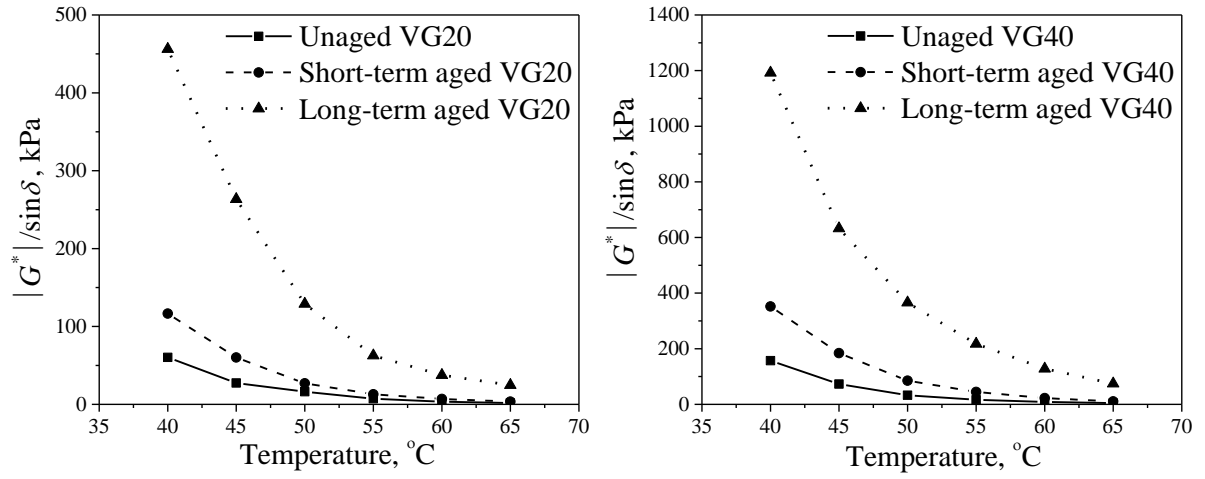 500
400
300
200
100
0
|G*|/sinδ, kPa
Unaged VG20
Short-term aged VG20
Long-term aged VG20
35 40 45 50 55 60 65 70
Temperature, °C
1400
1200
1000
800
600
400
200
0
|G*|/sinδ, kPa
Unaged VG40
Short-term aged VG40
Long-term aged VG40
35 40 45 50 55 60 65 70
Temperature, °C